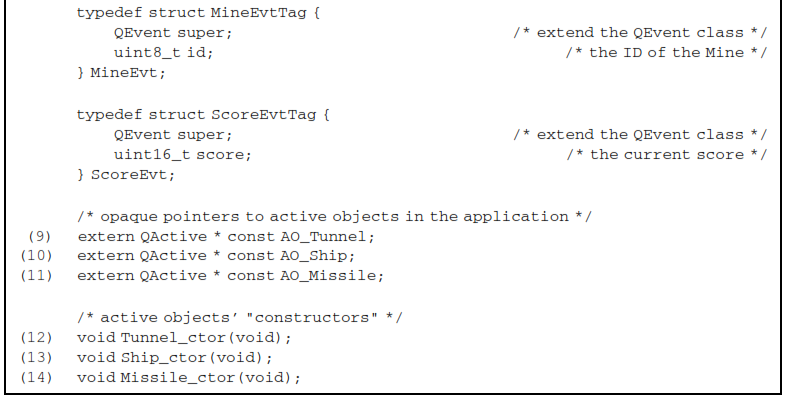 typedef struct MineEvtTag {
QEvent super; /* extend the QEvent class */
uint8_t id; /* the ID of the Mine */
} MineEvt;
typedef struct ScoreEvtTag {
QEvent super; /* extend the QEvent class */
uint16_t score; /* the current score */
} ScoreEvt;
/* opaque pointers to active objects in the application */
(9) extern QActive * const AO_Tunnel;
(10) extern QActive * const AO_Ship;
(11) extern QActive * const AO_Missile;
/* active objects’ "constructors" */
(12) void Tunnel_ctor(void);
(13) void Ship_ctor(void);
(14) void Missile_ctor(void);